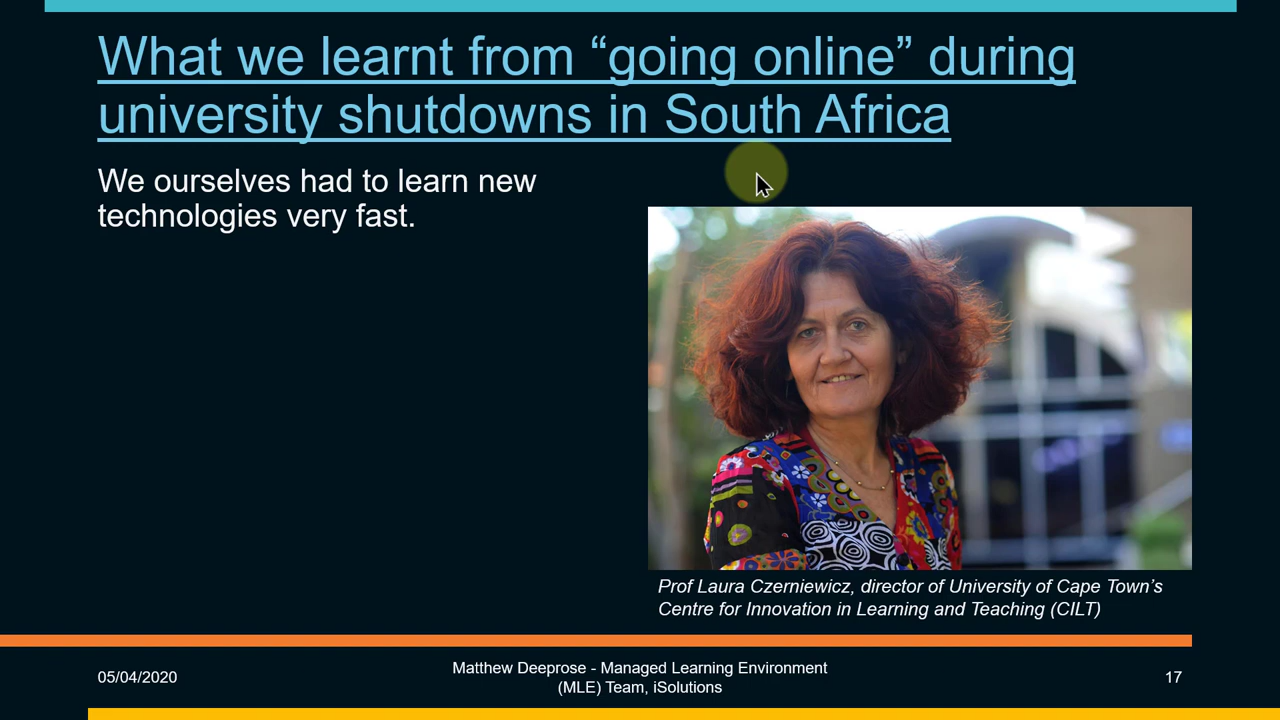 What we learnt from “going online” during
university shutdowns in South Africa
We ourselves had to learn new
technologies very fast.
Prof Laura Czerniewicz, director of University of Cape Town’s
Centre for Innovation in Learning and Teaching (CILT)
05/04/2020
Matthew Deeprose - Managed Learning Environment
(MLE) Team, iSolutions
17